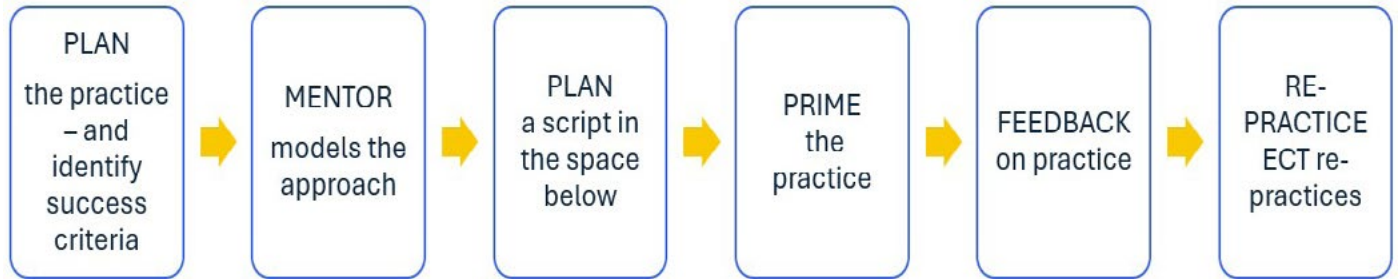 PLAN
the practice
– and
identify
success
criteria
MENTOR
models the
approach
PLAN
a script in
the space
below
PRIME
the
practice
FEEDBACK
on practice
RE-
PRACTICE
ECT re-
practices